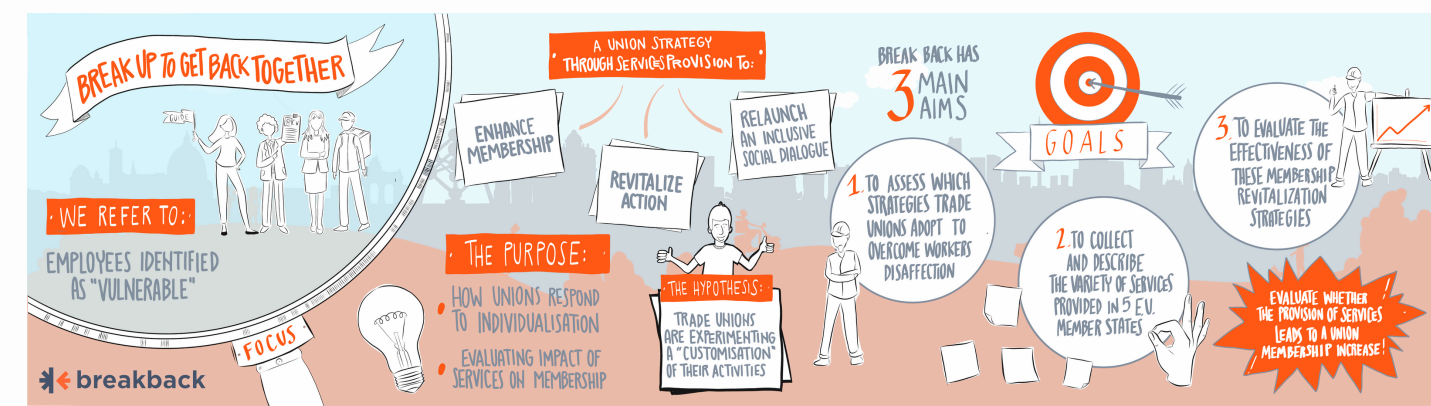 BREAK UP TO GET BACK TOGETHER
GUIDE
WE REFER TO:
EMPLOYEES IDENTIFIED
AS "VULNERABLE"
FOCUS
breakback
A UNION STRATEGY
THROUGH SERVICES PROVISION TO:
ENHANCE
MEMBERSHIP
REVITALIZE
ACTION
RELAUNCH
AN INCLUSIVE
SOCIAL DIALOGUE
THE PURPOSE:
HOW UNIONS RESPOND
TO INDIVIDUALISATION
EVALUATING IMPACT OF
SERVICES ON MEMBERSHIP
THE HYPOTHESIS:
TRADE UNIONS
ARE EXPERIMENTING
A "CUSTOMISATION"
OF THEIR ACTIVITIES
BREAK BACK HAS
3 MAIN
AIMS
GOALS
1. TO ASSESS WHICH
STRATEGIES TRADE
UNIONS ADOPT TO
OVERCOME WORKERS
DISAFFECTION
2. TO COLLECT
AND DESCRIBE
THE VARIETY OF SERVICES
PROVIDED IN 5 E.U.
MEMBER STATES
3. TO EVALUATE THE
EFFECTIVENESS OF
THESE MEMBERSHIP
REVITALIZATION
STRATEGIES
EVALUATE WHETHER
THE PROVISION OF SERVICES
LEADS TO A UNION
MEMBERSHIP INCREASE!